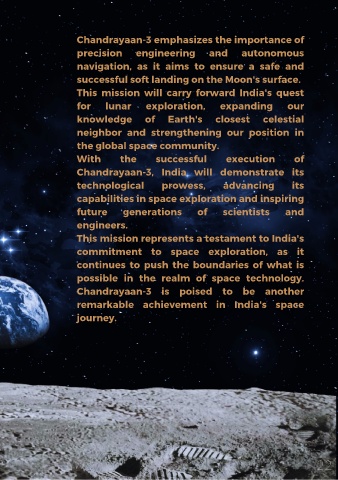 Chandrayaan-3 emphasizes the importance of
precision engineering and autonomous
navigation, as it aims to ensure a safe and
successful soft landing on the Moon's surface.
This mission will carry forward India's quest
for lunar exploration, expanding our
knowledge of Earth's closest celestial
neighbor and strengthening our position in
the global space community.
With the successful execution of
Chandrayaan-3, India will demonstrate its
technological prowess, advancing its
capabilities in space exploration and inspiring
future generations of scientists and
engineers.
This mission represents a testament to India's
commitment to space exploration, as it
continues to push the boundaries of what is
possible in the realm of space technology.
Chandrayaan-3 is poised to be another
remarkable achievement in India's space
journey.